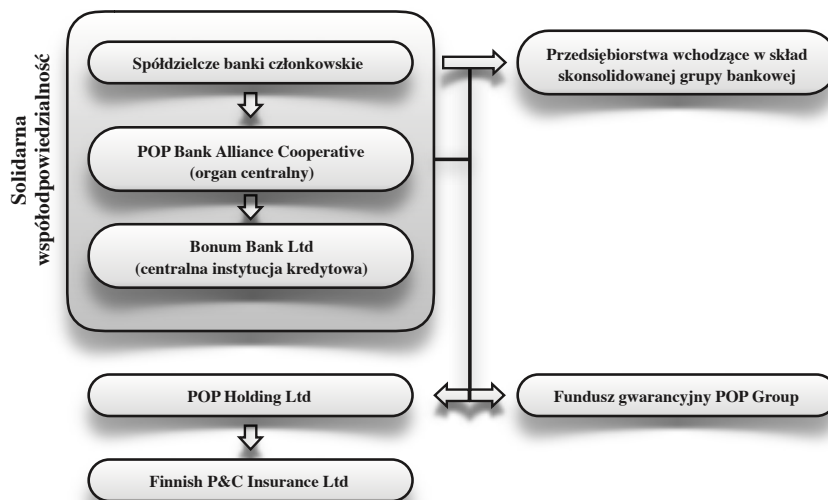 Solidarna
współodpowiedzialność
Spółdzielcze banki członkowskie
POP Bank Alliance Cooperative
(organ centralny)
Bonum Bank Ltd
(centralna instytucja kredytowa)
Przedsiębiorstwa wchodzące w skład
skonsolidowanej grupy bankowej
POP Holding Ltd
Fundusz gwarancyjny POP Group
Finnish P&C Insurance Ltd